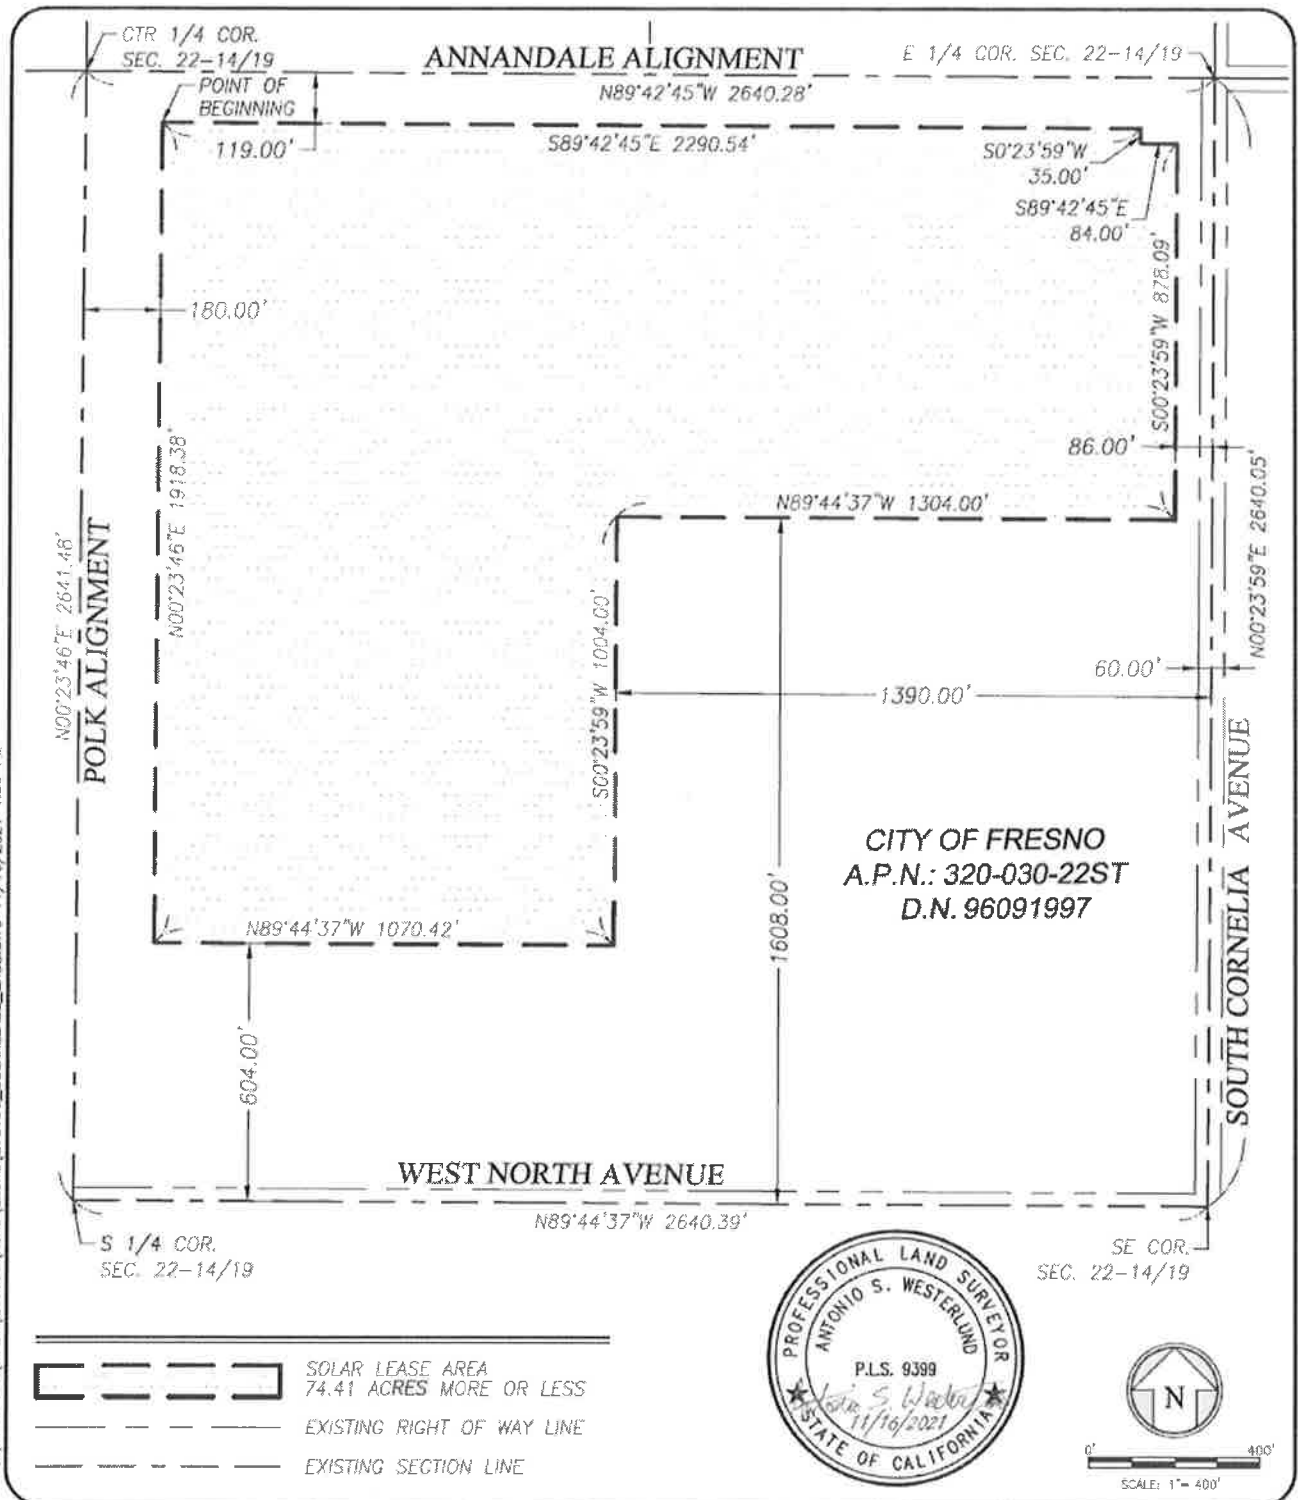 CTR 1/4 COR.
SEC. 22-14/19
ANNANDALE ALIGNMENT
E 1/4 COR. SEC. 22-14/19
POINT OF
BEGINNING
N89°42'45"W 2640.28'
119.00'
S89°42'45"E 2290.54'
S0°23'59"W
35.00'
S89°42'45"E
84.00'
S00°23'59"W 878.09'
180.00'
86.00'
N00°23'46"E 1918.38'
N89°44'37"W 1304.00'
N00°23'59"E 2640.05'
N00°23'46"E 2641.48'
POLK ALIGNMENT
S00°23'59"W 1004.00'
60.00'
1390.00'
CITY OF FRESNO
A.P.N.: 320-030-22ST
D.N. 96091997
1608.00'
SOUTH CORNELIA AVENUE
N89°44'37"W 1070.42'
604.00'
WEST NORTH AVENUE
N89°44'37"W 2640.39'
S 1/4 COR.
SEC. 22-14/19
SE COR.
SEC. 22-14/19
PROFESSIONAL LAND SURVEYOR
ANTONIO S. WESTERLUND
P.L.S. 9399
11/16/2021
STATE OF CALIFORNIA
SOLAR LEASE AREA
74.41 ACRES MORE OR LESS
EXISTING RIGHT OF WAY LINE
EXISTING SECTION LINE
N
0' 400'
SCALE: 1"= 400'